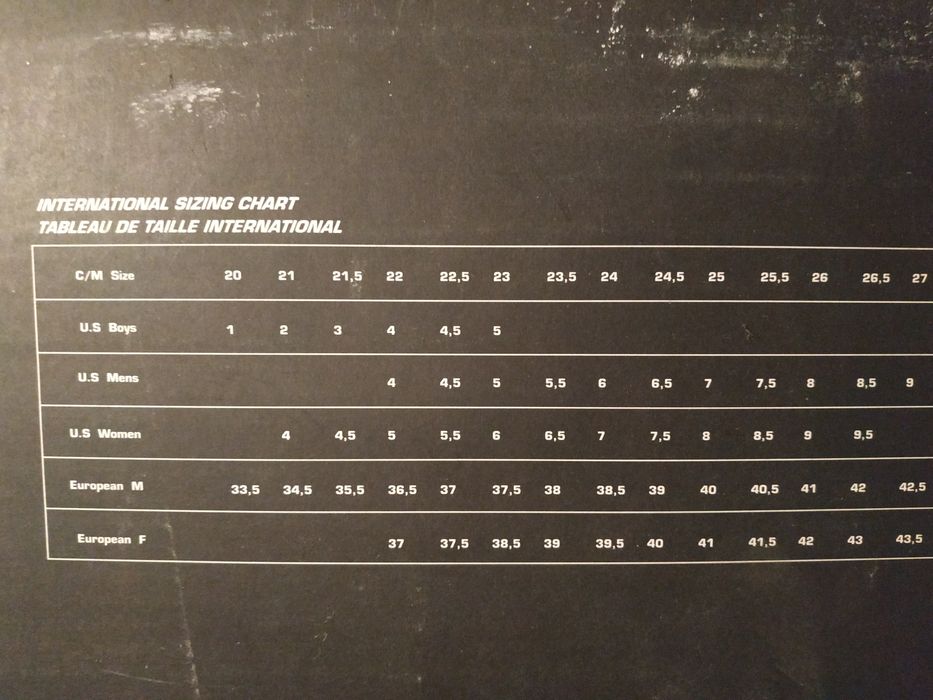 INTERNATIONAL SIZING CHART
TABLEAU DE TAILLE INTERNATIONAL
C/M Size 20 21 21,5 22 22,5 23 23,5 24 24,5 25 25,5 26 26,5 27
U.S Boys 1 2 3 4 4,5 5
U.S Mens 4 4,5 5 5,5 6 6,5 7 7,5 8 8,5 9
U.S Women 4 4,5 5 5,5 6 6,5 7 7,5 8 8,5 9 9,5
European M 33,5 34,5 35,5 36,5 37 37,5 38 38,5 39 40 40,5 41 42 42,5
European F 37 37,5 38,5 39 39,5 40 41 41,5 42 43 43,5